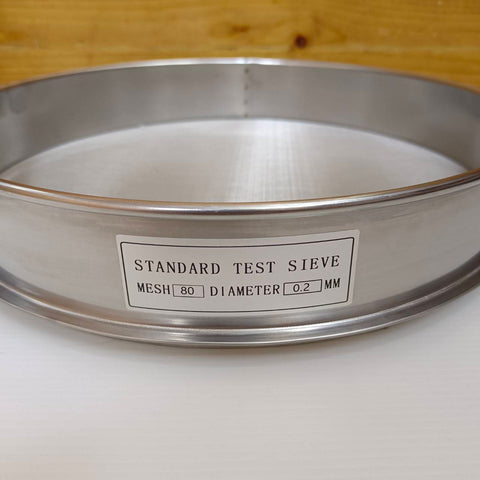 STANDARD TEST SIEVE
MESH 80 DIAMETER 0.2 MM